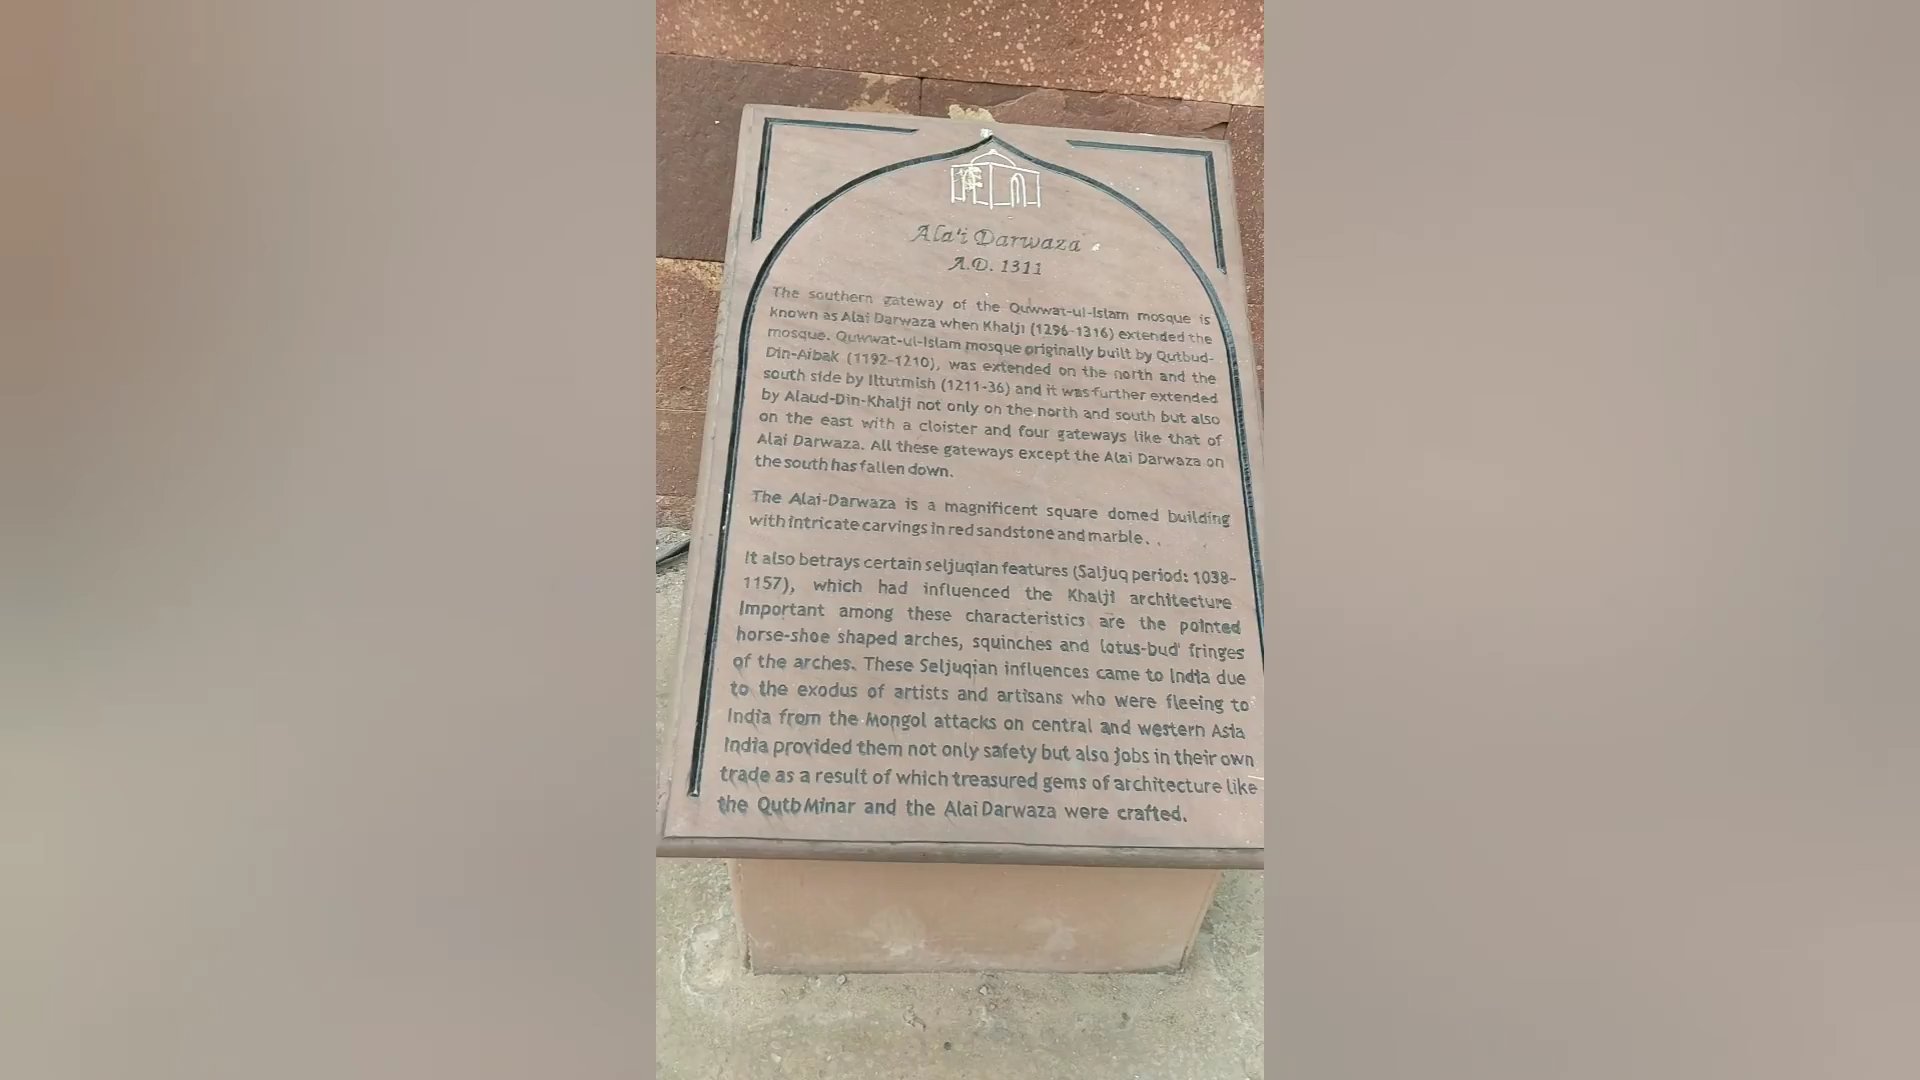 Ala'i Darwaza
A.D. 1311
The southern gateway of the Quwwat-ul-Islam mosque is
known as Alai Darwaza when Khalji (1296-1316) extended the
mosque. Quwwat-ul-Islam mosque originally built by Qutbud-
Din-Aibak (1192-1210), was extended on the north and the
south side by Iltutmish (1211-36) and it was further extended
by Alaud-Din-Khalji not only on the north and south but also
on the east with a cloister and four gateways like that of
Alai Darwaza. All these gateways except the Alai Darwaza on
the south has fallen down.
The Alai-Darwaza is a magnificent square domed building
with intricate carvings in red sandstone and marble. .
It also betrays certain seljuqian features (Saljuq period: 1038-
1157), which had influenced the Khalji architecture
Important among these characteristics are the pointed
horse-shoe shaped arches, squinches and lotus-bud' fringes
of the arches. These Seljuqian influences came to India due
to the exodus of artists and artisans who were fleeing to
India from the Mongol attacks on central and western Asia
India provided them not only safety but also jobs in their own
trade as a result of which treasured gems of architecture like
the Qutb Minar and the Alai Darwaza were crafted.